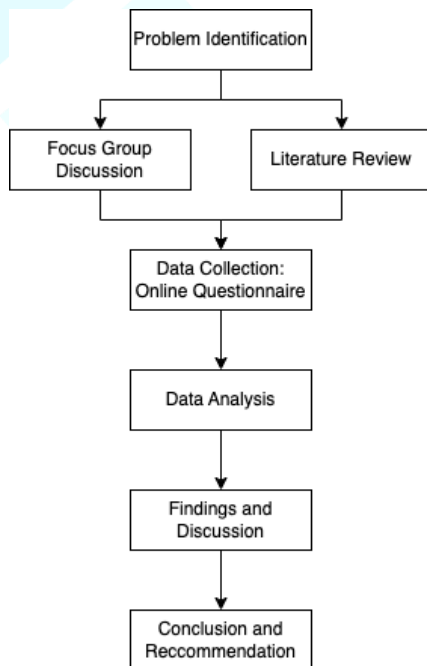 Problem Identification
Focus Group
Discussion
Literature Review
Data Collection:
Online Questionnaire
Data Analysis
Findings and
Discussion
Conclusion and
Reccommendation